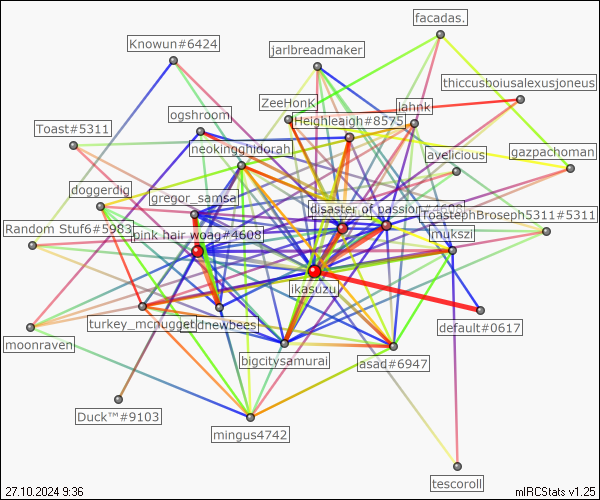 facadas.
Knowun#6424
jarlbreadmaker
thiccusboiusalexusjoneus
ZeeHonK
lahnk
ogshroom
Heighleaigh#8575
Toast#5311
neokingghidorah
avelicious
gazpachoman
doggerdig
gregor_samsa
disaster of passion#4608
ToastephBroseph5311#5311
Random Stuf6#5983
pink hair woag#4608
mukszi
ikasuzu
turkey_mcnugget
default#0617
moonraven
bigcitysamurai
asad#6947
Duck™#9103
mingus4742
tescoroll
27.10.2024 9:36
mIRCStats v1.25